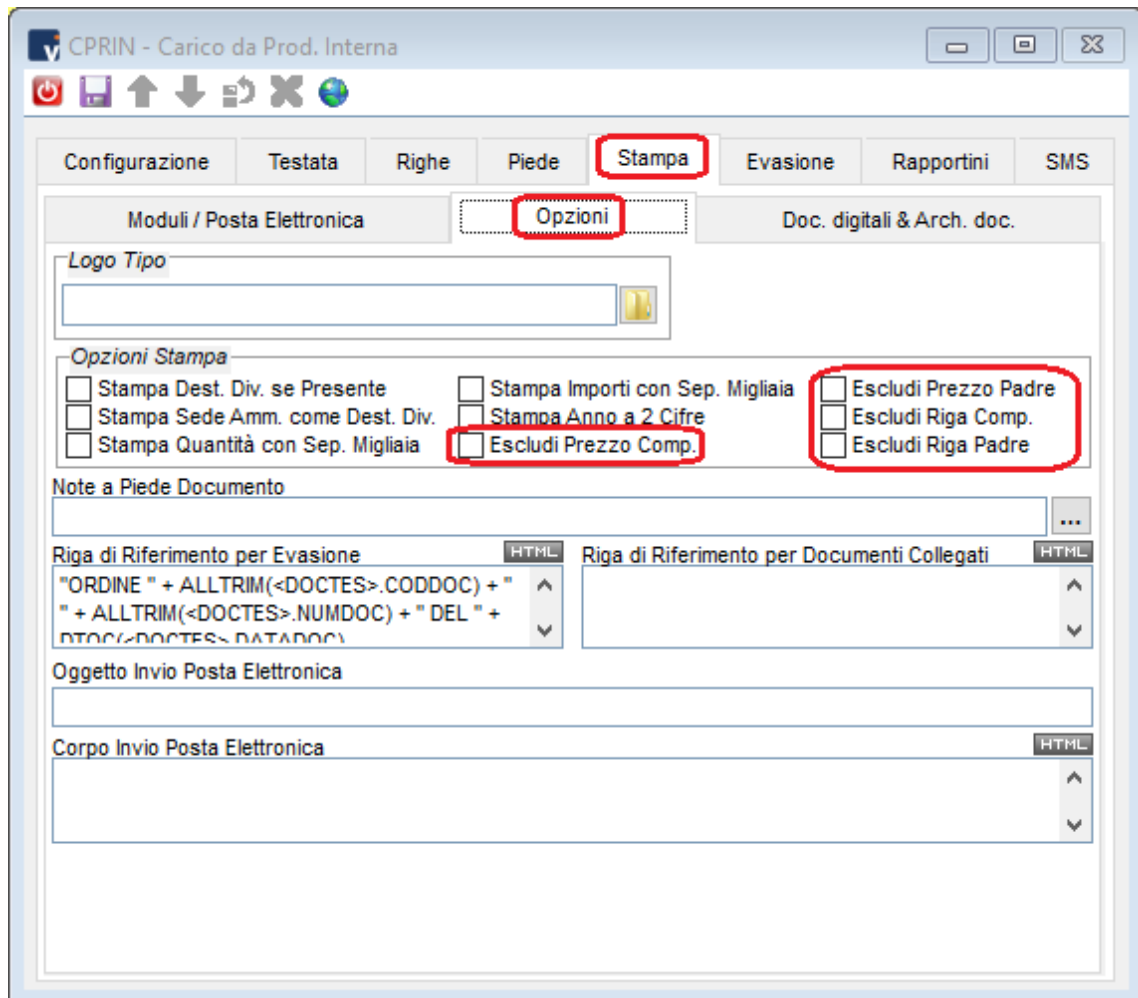 CPRIN - Carico da Prod. Interna
Configurazione Testata Righe Piede Stampa Evasione Rapportini SMS
Moduli / Posta Elettronica Opzioni Doc. digitali & Arch. doc.
Logo Tipo
Opzioni Stampa
Stampa Dest. Div. se Presente Stampa Importi con Sep. Migliaia Escludi Prezzo Padre
Stampa Sede Amm. come Dest. Div. Stampa Anno a 2 Cifre Escludi Riga Comp.
Stampa Quantità con Sep. Migliaia Escludi Prezzo Comp. Escludi Riga Padre
Note a Piede Documento
...
Riga di Riferimento per Evasione HTML Riga di Riferimento per Documenti Collegati HTML
"ORDINE " + ALLTRIM(<DOCTES>.CODDOC) + "
" + ALLTRIM(<DOCTES>.NUMDOC) + " DEL " +
DTOC(<DOCTES>.DATADOC)
Oggetto Invio Posta Elettronica
Corpo Invio Posta Elettronica HTML